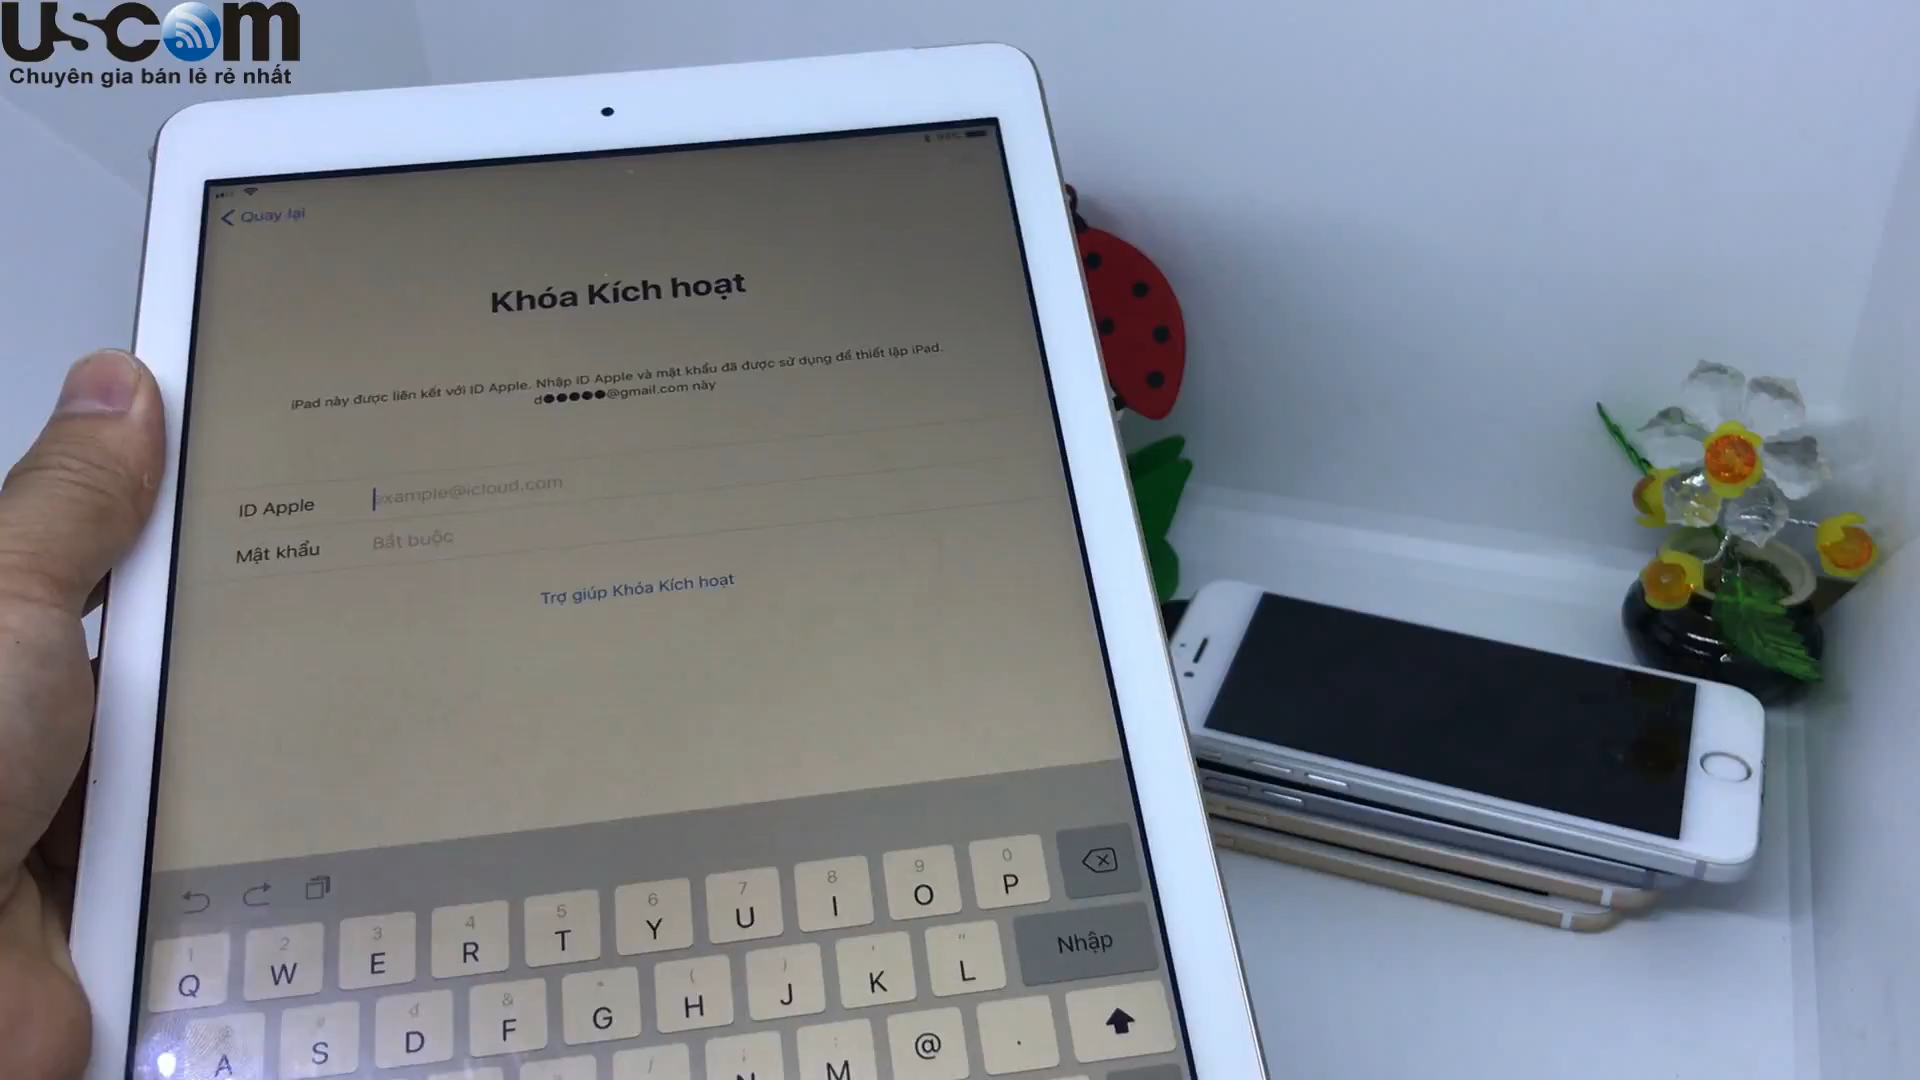 USCOM
Chuyên gia bán lẻ rẻ nhất
Quay lại
Khóa Kích hoạt
iPad này được liên kết với ID Apple. Nhập ID Apple và mật khẩu đã được sử dụng để thiết lập iPad.
d●●●●●@gmail.com này
ID Apple example@icloud.com
Mật khẩu Bắt buộc
Trợ giúp Khóa Kích hoạt
1 2 3 4 5 6 7 8 9 0
Q W E R T Y U I O P
A S D F G H J K L Nhập
M @ .